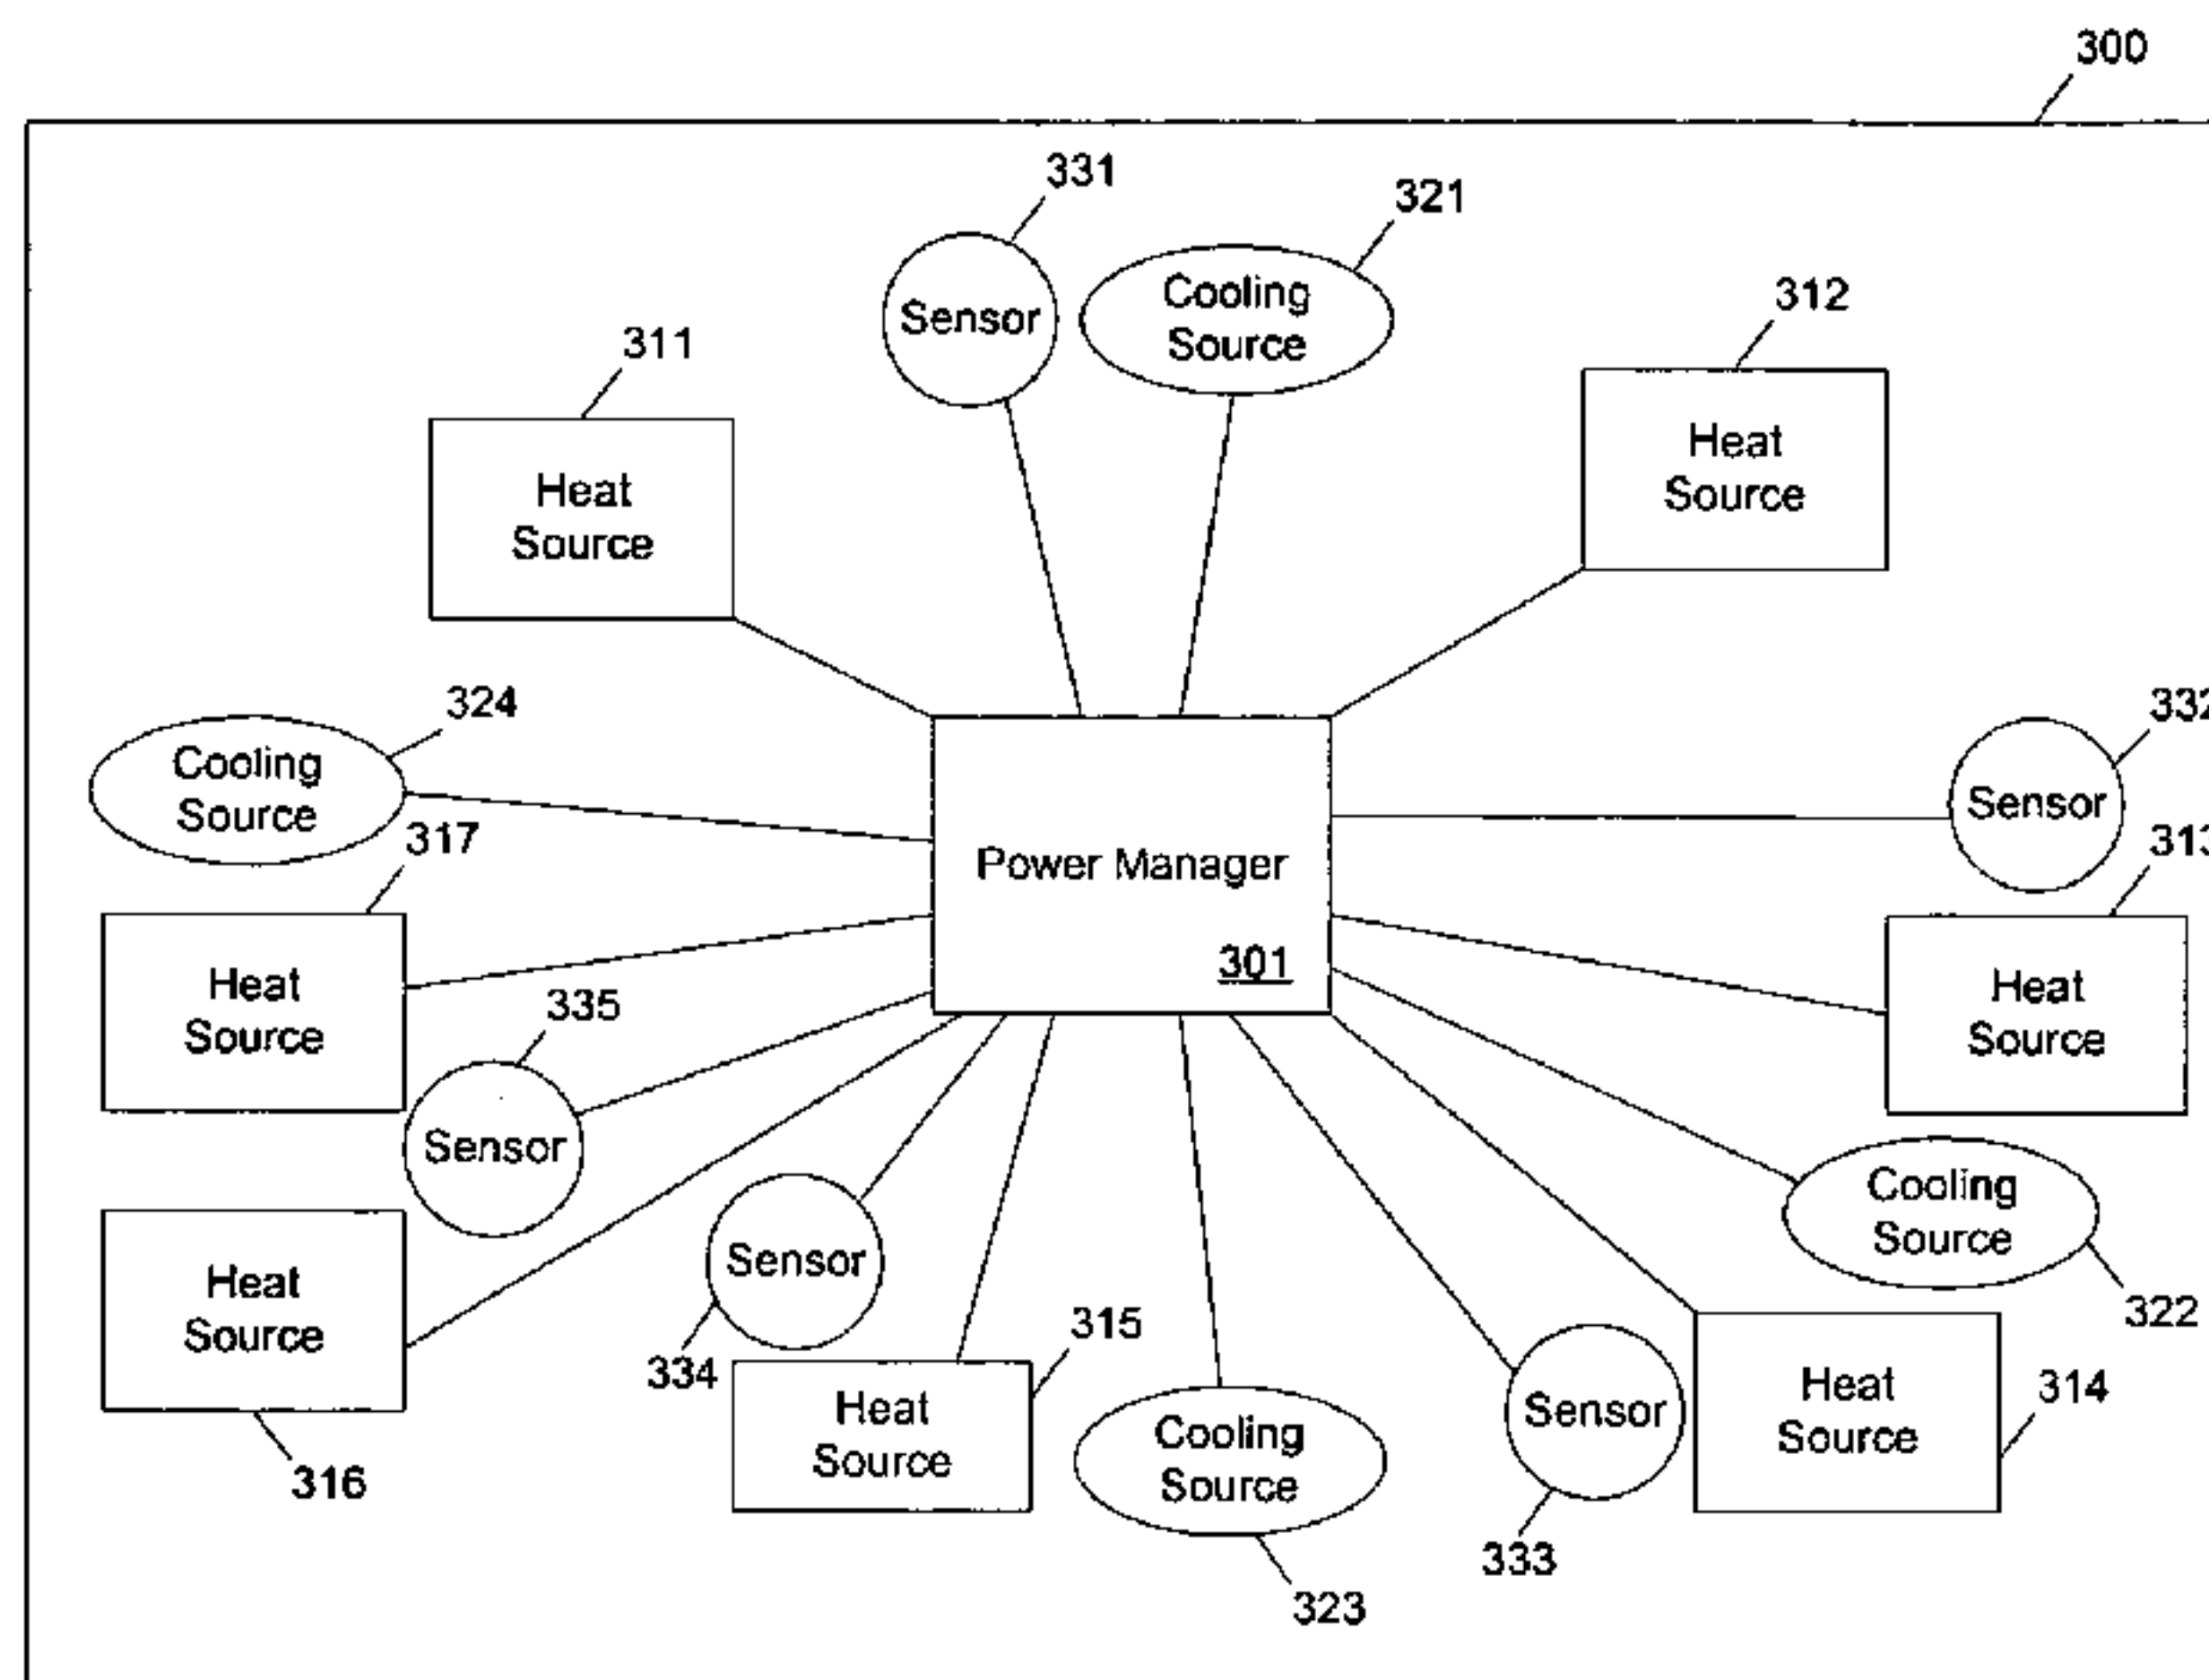 300
331
321
Sensor
Cooling
Source
312
311
Heat
Source
Heat
Source
324
Cooling
Source
332
Sensor
317
313
Power Manager
301
Heat
Source
Heat
Source
335
Sensor
Cooling
Source
322
Heat
Source
316
Sensor
334
315
Heat
Source
Cooling
Source
323
Sensor
333
Heat
Source
314